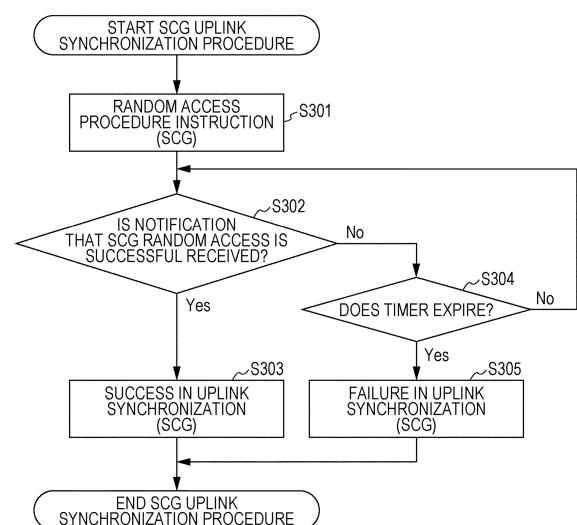 START SCG UPLINK
SYNCHRONIZATION PROCEDURE
RANDOM ACCESS
PROCEDURE INSTRUCTION
(SCG)
S301
IS NOTIFICATION
THAT SCG RANDOM ACCESS IS
SUCCESSFUL RECEIVED?
S302
No
Yes
DOES TIMER EXPIRE?
S304
No
Yes
SUCCESS IN UPLINK
SYNCHRONIZATION
(SCG)
S303
FAILURE IN UPLINK
SYNCHRONIZATION
(SCG)
S305
END SCG UPLINK
SYNCHRONIZATION PROCEDURE